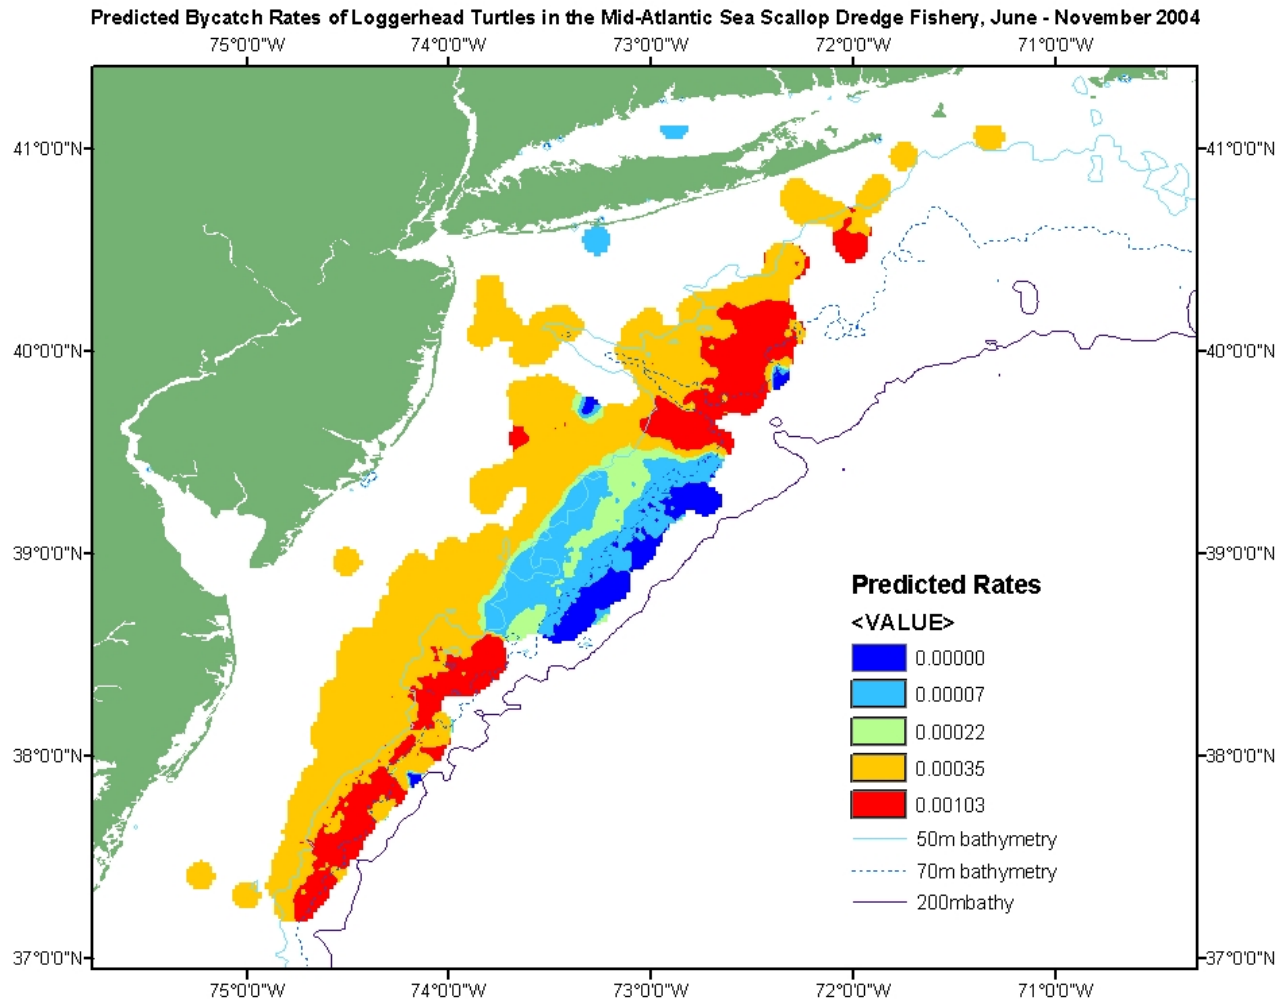 Predicted Bycatch Rates of Loggerhead Turtles in the Mid-Atlantic Sea Scallop Dredge Fishery, June - November 2004
75°0'0"W 74°0'0"W 73°0'0"W 72°0'0"W 71°0'0"W
41°0'0"N 41°0'0"N
40°0'0"N 40°0'0"N
39°0'0"N 39°0'0"N
Predicted Rates
<VALUE>
0.00000
0.00007
0.00022
38°0'0"N 38°0'0"N
0.00035
0.00103
50m bathymetry
70m bathymetry
200mbathy
37°0'0"N 37°0'0"N
75°0'0"W 74°0'0"W 73°0'0"W 72°0'0"W 71°0'0"W